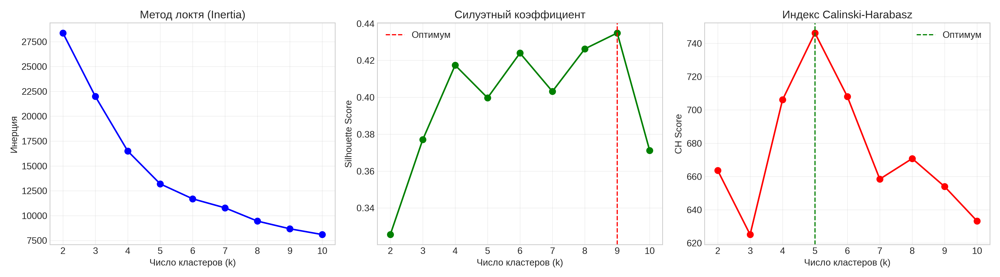 Метод локтя (Inertia)
Инерция
27500
25000
22500
20000
17500
15000
12500
10000
7500
2 3 4 5 6 7 8 9 10
Число кластеров (k)
Силуэтный коэффициент
Silhouette Score
0.44
0.42
0.40
0.38
0.36
0.34
Оптимум
2 3 4 5 6 7 8 9 10
Число кластеров (k)
Индекс Calinski-Harabasz
CH Score
740
720
700
680
660
640
620
Оптимум
2 3 4 5 6 7 8 9 10
Число кластеров (k)